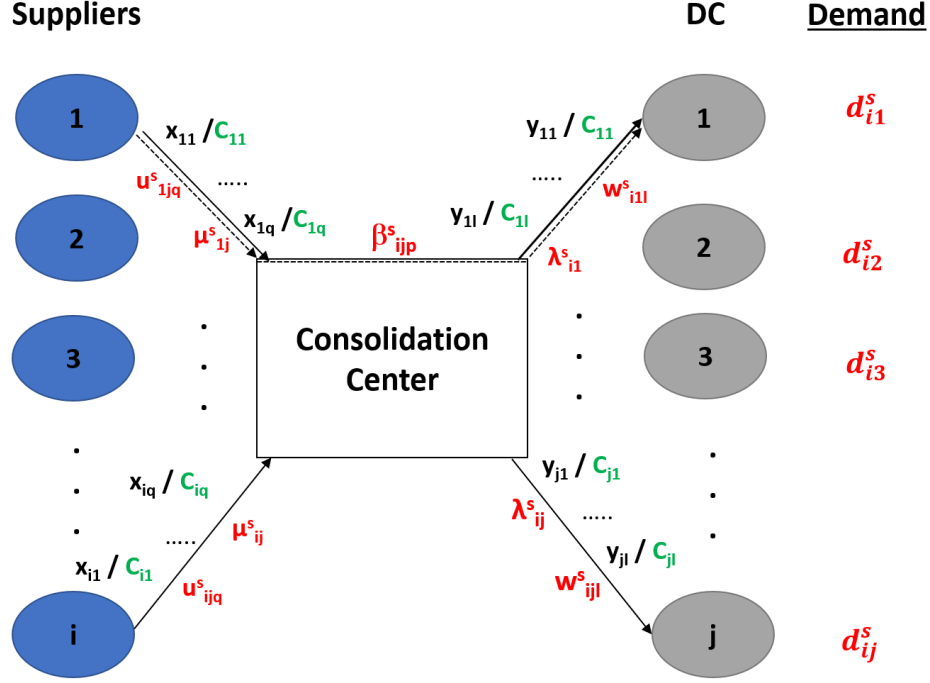 Suppliers DC Demand
1 x₁₁ / C₁₁ y₁₁ / C₁₁ 1 dˢᵢ₁
uˢ₁jq ..... ..... wˢᵢ₁ₗ
x₁q / C₁q y₁ₗ / C₁ₗ
2 μˢ₁j βˢᵢjp λˢᵢ₁ 2 dˢᵢ₂
3 Consolidation 3 dˢᵢ₃
Center
xᵢq / Cᵢq yj₁ / Cj₁
..... μˢᵢj λˢᵢj .....
xᵢ₁ / Cᵢ₁ yjₗ / Cjₗ
uˢᵢjq wˢᵢjₗ
i j dˢᵢj